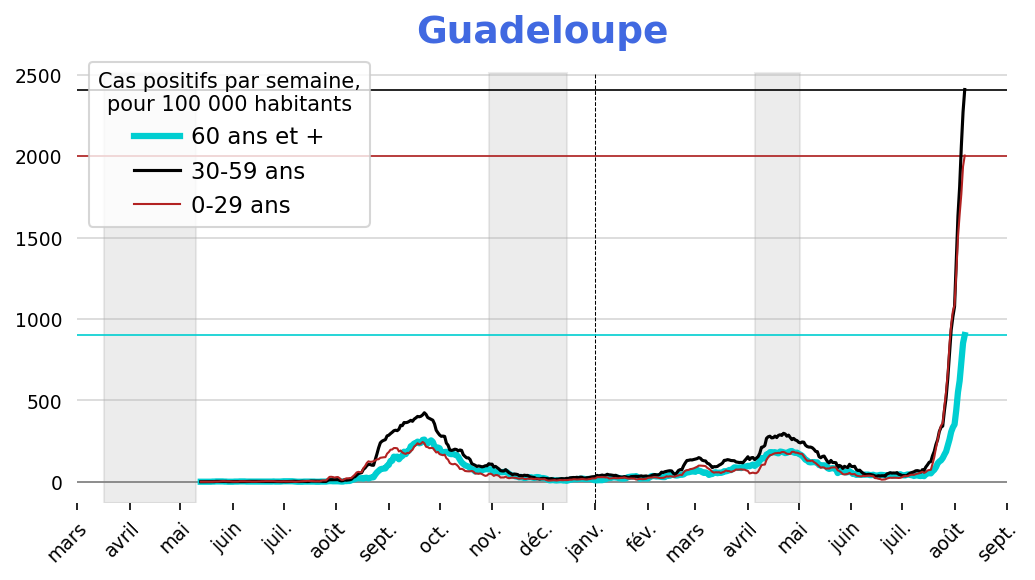 Guadeloupe
Cas positifs par semaine,
pour 100 000 habitants
60 ans et +
30-59 ans
0-29 ans
2500
2000
1500
1000
500
0
mars
avril
mai
juin
juil.
août
sept.
oct.
nov.
déc.
janv.
fév.
mars
avril
mai
juin
juil.
août
sept.